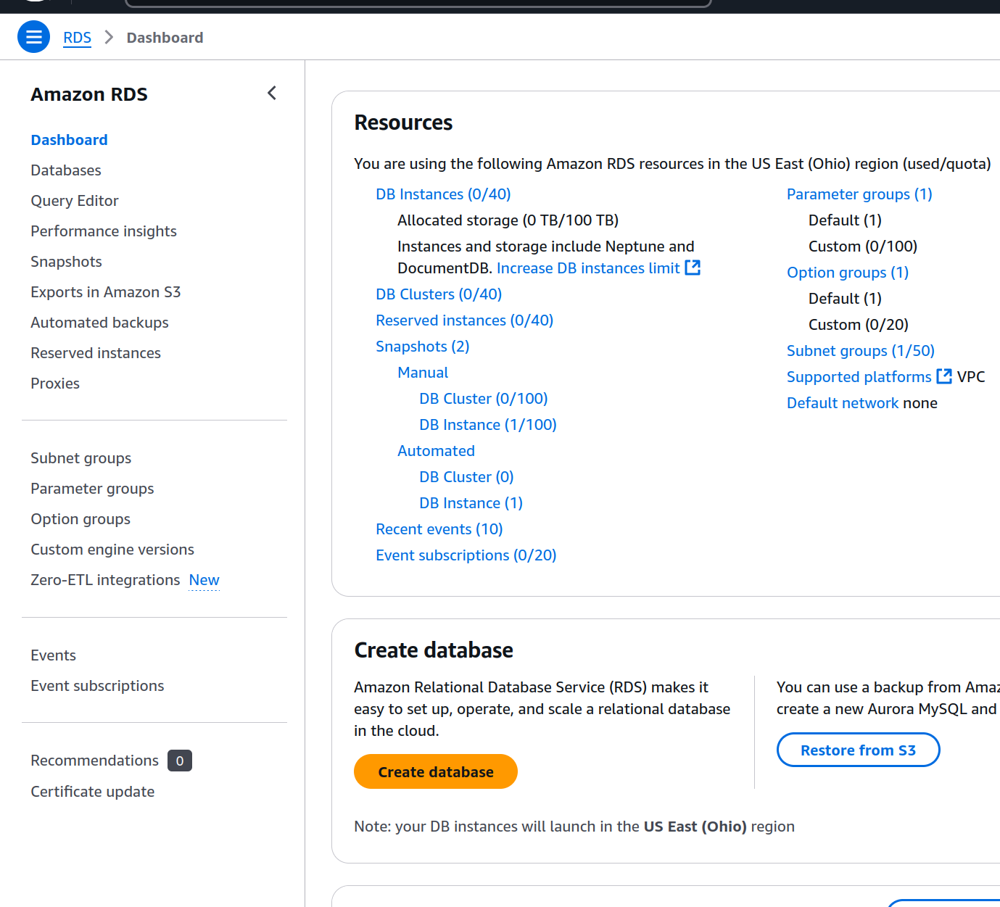 RDS > Dashboard
Amazon RDS
Dashboard
Databases
Query Editor
Performance insights
Snapshots
Exports in Amazon S3
Automated backups
Reserved instances
Proxies
Subnet groups
Parameter groups
Option groups
Custom engine versions
Zero-ETL integrations New
Events
Event subscriptions
Recommendations 0
Certificate update
Resources
You are using the following Amazon RDS resources in the US East (Ohio) region (used/quota)
DB Instances (0/40)
Allocated storage (0 TB/100 TB)
Instances and storage include Neptune and
DocumentDB. Increase DB instances limit
DB Clusters (0/40)
Reserved instances (0/40)
Snapshots (2)
Manual
DB Cluster (0/100)
DB Instance (1/100)
Automated
DB Cluster (0)
DB Instance (1)
Recent events (10)
Event subscriptions (0/20)
Parameter groups (1)
Default (1)
Custom (0/100)
Option groups (1)
Default (1)
Custom (0/20)
Subnet groups (1/50)
Supported platforms VPC
Default network none
Create database
Amazon Relational Database Service (RDS) makes it
easy to set up, operate, and scale a relational database
in the cloud.
Create database
You can use a backup from Amaz
create a new Aurora MySQL and
Restore from S3
Note: your DB instances will launch in the US East (Ohio) region